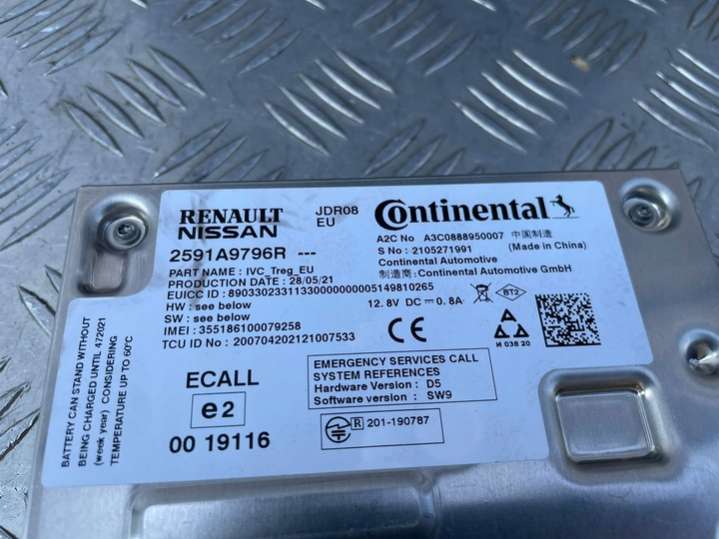 RENAULT
NISSAN
JDR08
EU
Continental
2591A9796R ---
PART NAME : IVC_Treg_EU
PRODUCTION DATE : 28/05/21
EUICC ID : 89033023311330000000005149810265
HW : see below
SW : see below
IMEI : 355186100079258
TCU ID No : 200704202121007533
A2C No A3C0888950007 中国制造
S No : 2105271991 (Made in China)
Continental Automotive
制造商: Continental Automotive GmbH
12.8V DC 0.8A
BT2
CE
И 03В 20
ECALL
e2
00 19116
EMERGENCY SERVICES CALL
SYSTEM REFERENCES
Hardware Version : D5
Software version : SW9
R 201-190787
BATTERY CAN STAND WITHOUT
BEING CHARGED UNTIL 472021
(week year) CONSIDERING
TEMPERATURE UP TO 60°C